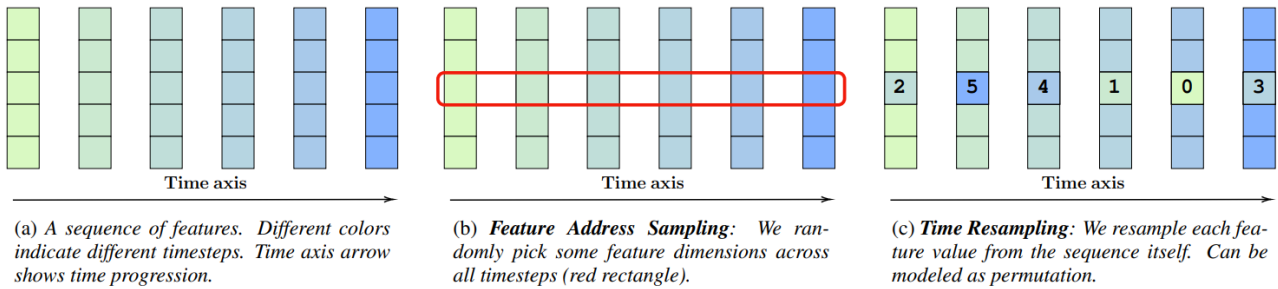 2 5 4 1 0 3
Time axis
Time axis
Time axis
(a) A sequence of features. Different colors
indicate different timesteps. Time axis arrow
shows time progression.
(b) Feature Address Sampling: We ran-
domly pick some feature dimensions across
all timesteps (red rectangle).
(c) Time Resampling: We resample each fea-
ture value from the sequence itself. Can be
modeled as permutation.